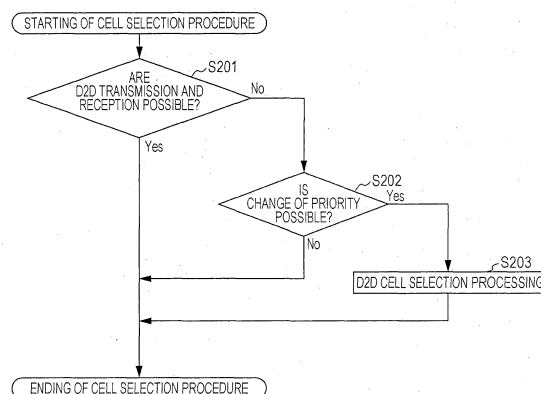 STARTING OF CELL SELECTION PROCEDURE
S201
ARE
D2D TRANSMISSION AND
RECEPTION POSSIBLE?
No
Yes
S202
IS
CHANGE OF PRIORITY
POSSIBLE?
Yes
No
S203
D2D CELL SELECTION PROCESSING
ENDING OF CELL SELECTION PROCEDURE